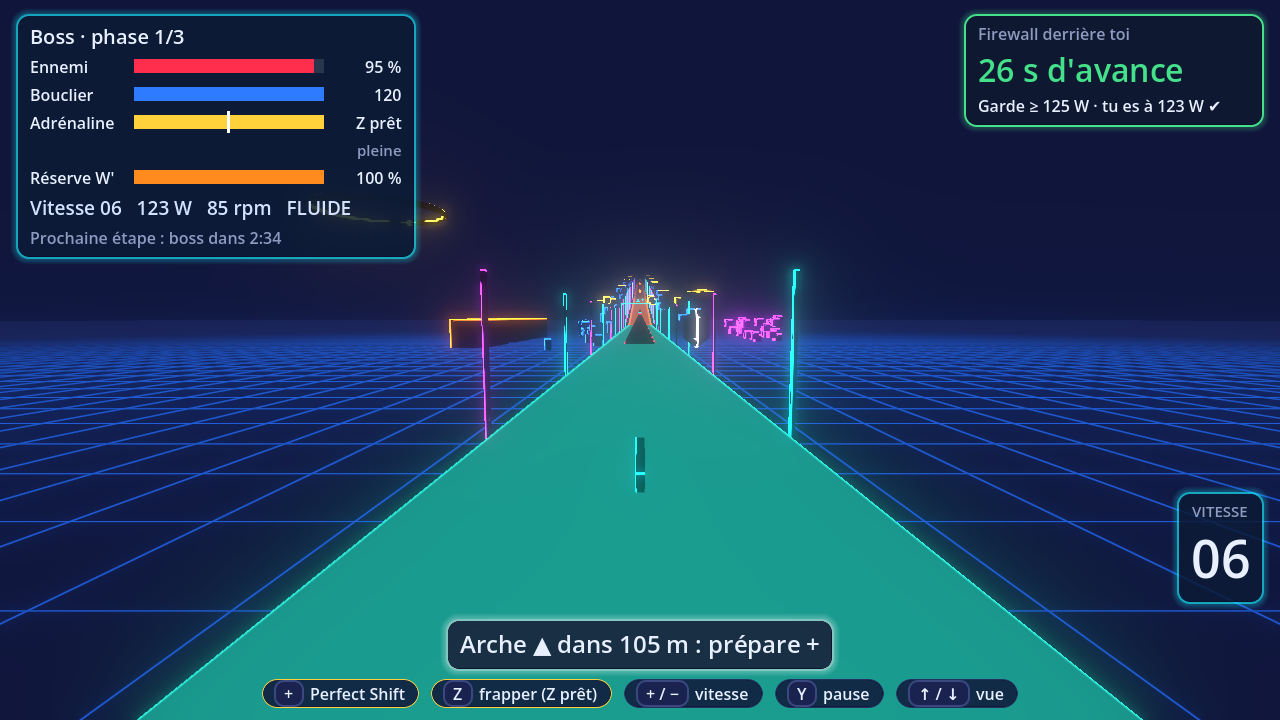 Boss · phase 1/3
Ennemi 95 %
Bouclier 120
Adrénaline Z prêt
pleine
Réserve W' 100 %
Vitesse 06 123 W 85 rpm FLUIDE
Prochaine étape : boss dans 2:34
Firewall derrière toi
26 s d'avance
Garde ≥ 125 W · tu es à 123 W ✔
VITESSE
06
Arche ▲ dans 105 m : prépare +
+ Perfect Shift Z frapper (Z prêt) + / − vitesse Y pause ↑ / ↓ vue